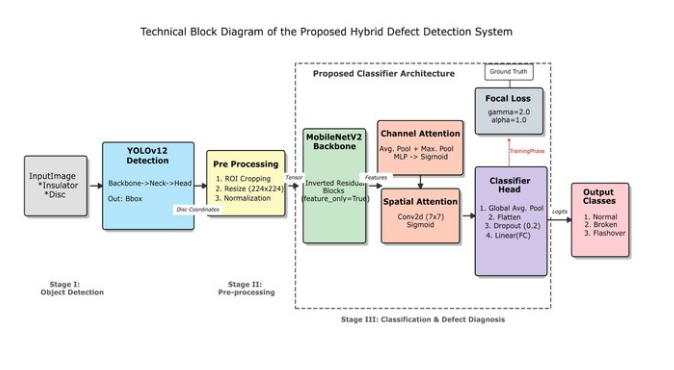 Technical Block Diagram of the Proposed Hybrid Defect Detection System
Proposed Classifier Architecture
Ground Truth
InputImage
*Insulator
*Disc
YOLOv12
Detection
Backbone->Neck->Head
Out: Bbox
Disc Coordinates
Pre Processing
1. ROI Cropping
2. Resize (224x224)
3. Normalization
Tensor
MobileNetV2
Backbone
Inverted Residual
Blocks
(feature_only=True)
Features
Channel Attention
Avg. Pool + Max. Pool
MLP -> Sigmoid
Spatial Attention
Conv2d (7x7)
Sigmoid
Focal Loss
gamma=2.0
alpha=1.0
TrainingPhase
Classifier
Head
1. Global Avg. Pool
2. Flatten
3. Dropout (0.2)
4. Linear(FC)
Logits
Output
Classes
1. Normal
2. Broken
3. Flashover
Stage I:
Object Detection
Stage II:
Pre-processing
Stage III: Classification & Defect Diagnosis